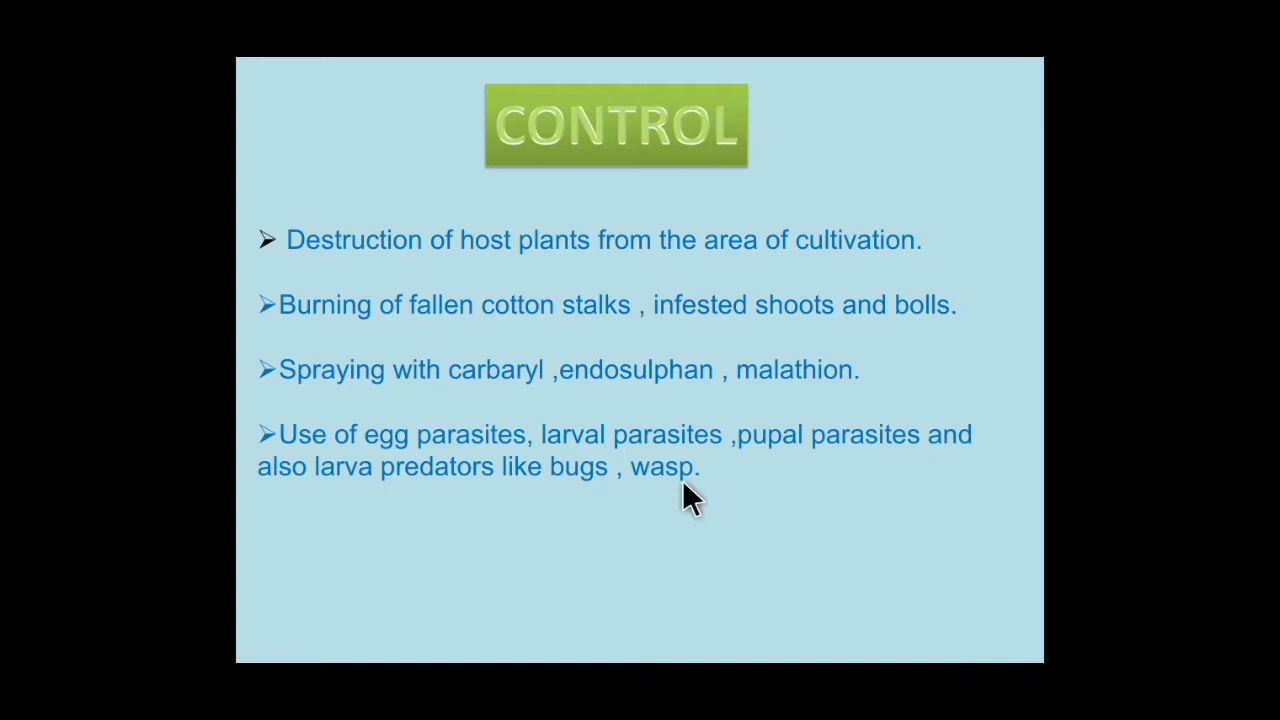 CONTROL
➢ Destruction of host plants from the area of cultivation.
➢Burning of fallen cotton stalks , infested shoots and bolls.
➢Spraying with carbaryl ,endosulphan , malathion.
➢Use of egg parasites, larval parasites ,pupal parasites and
also larva predators like bugs , wasp.